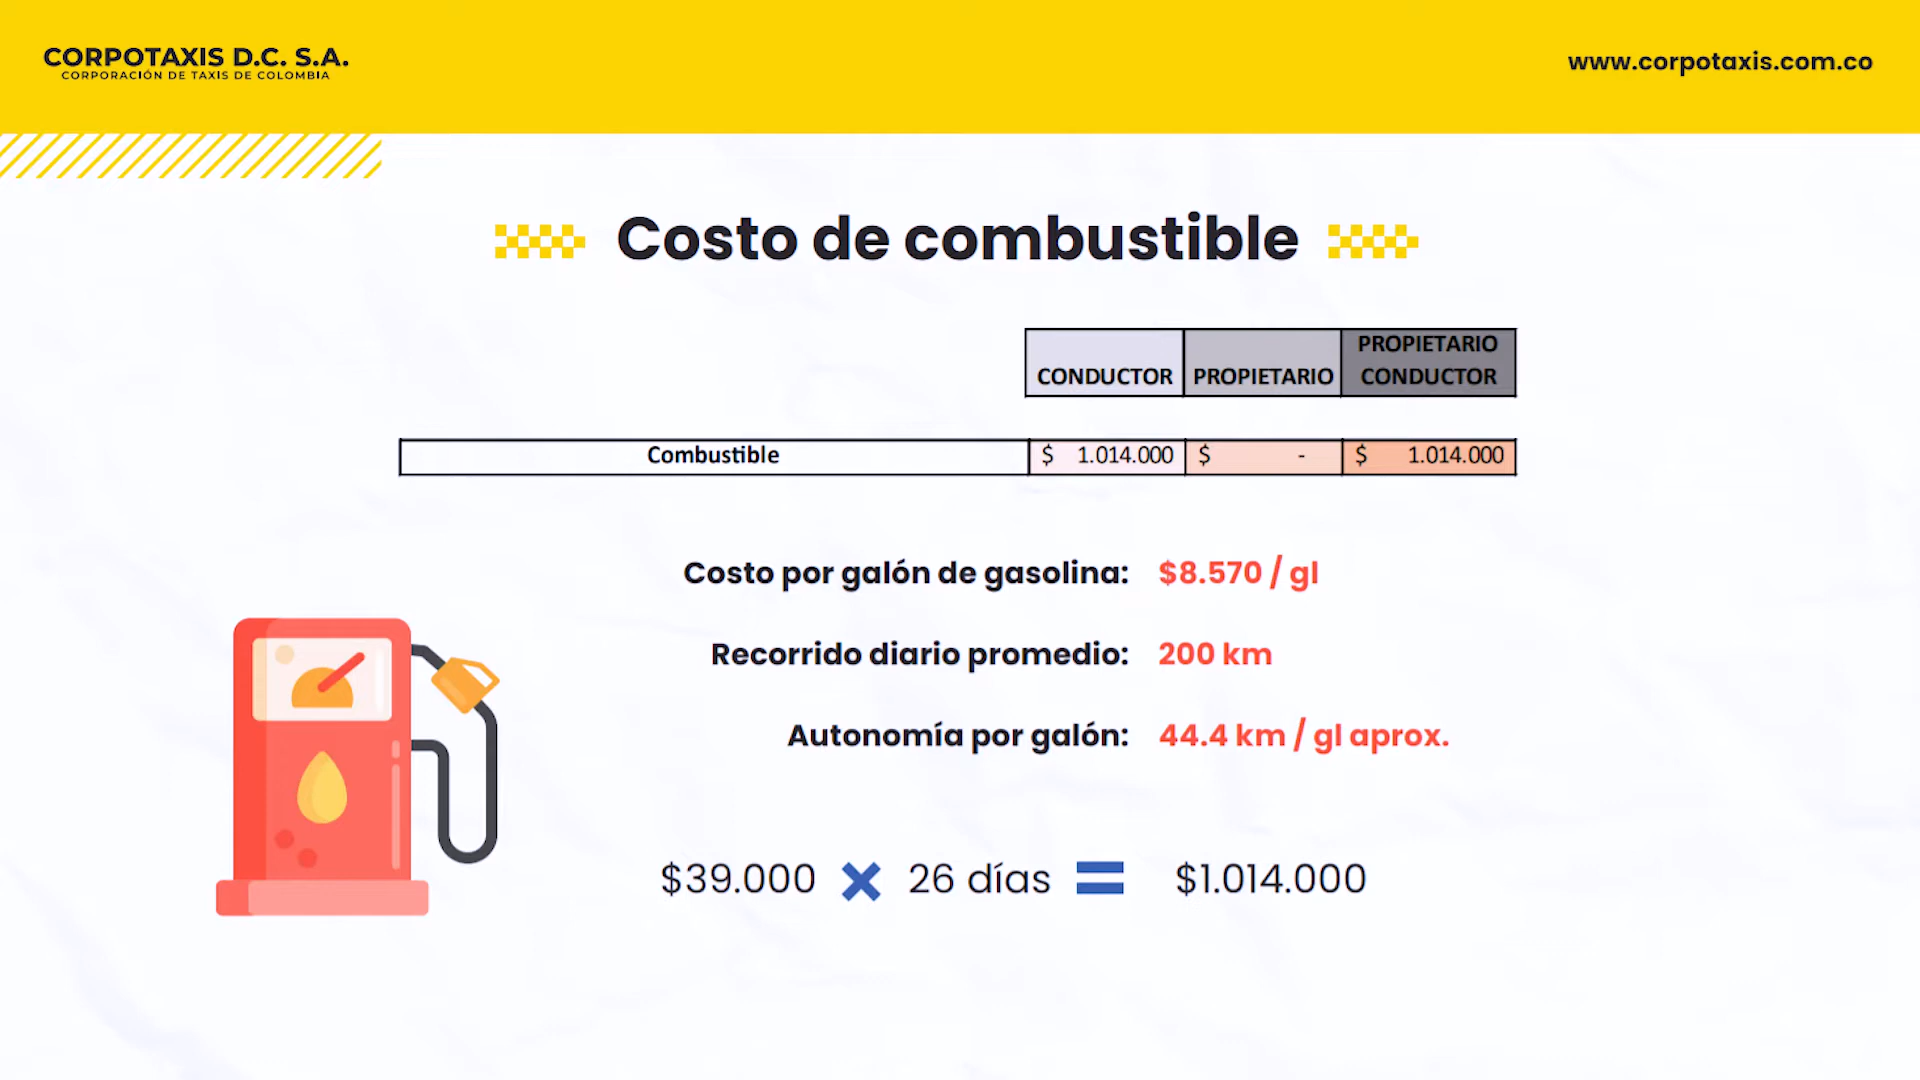 CORPOTAXIS D.C. S.A.
CORPORACIÓN DE TAXIS DE COLOMBIA
www.corpotaxis.com.co
Costo de combustible
CONDUCTOR PROPIETARIO PROPIETARIO CONDUCTOR
Combustible $ 1.014.000 $ - $ 1.014.000
Costo por galón de gasolina: $8.570 / gl
Recorrido diario promedio: 200 km
Autonomía por galón: 44.4 km / gl aprox.
$39.000 × 26 días = $1.014.000